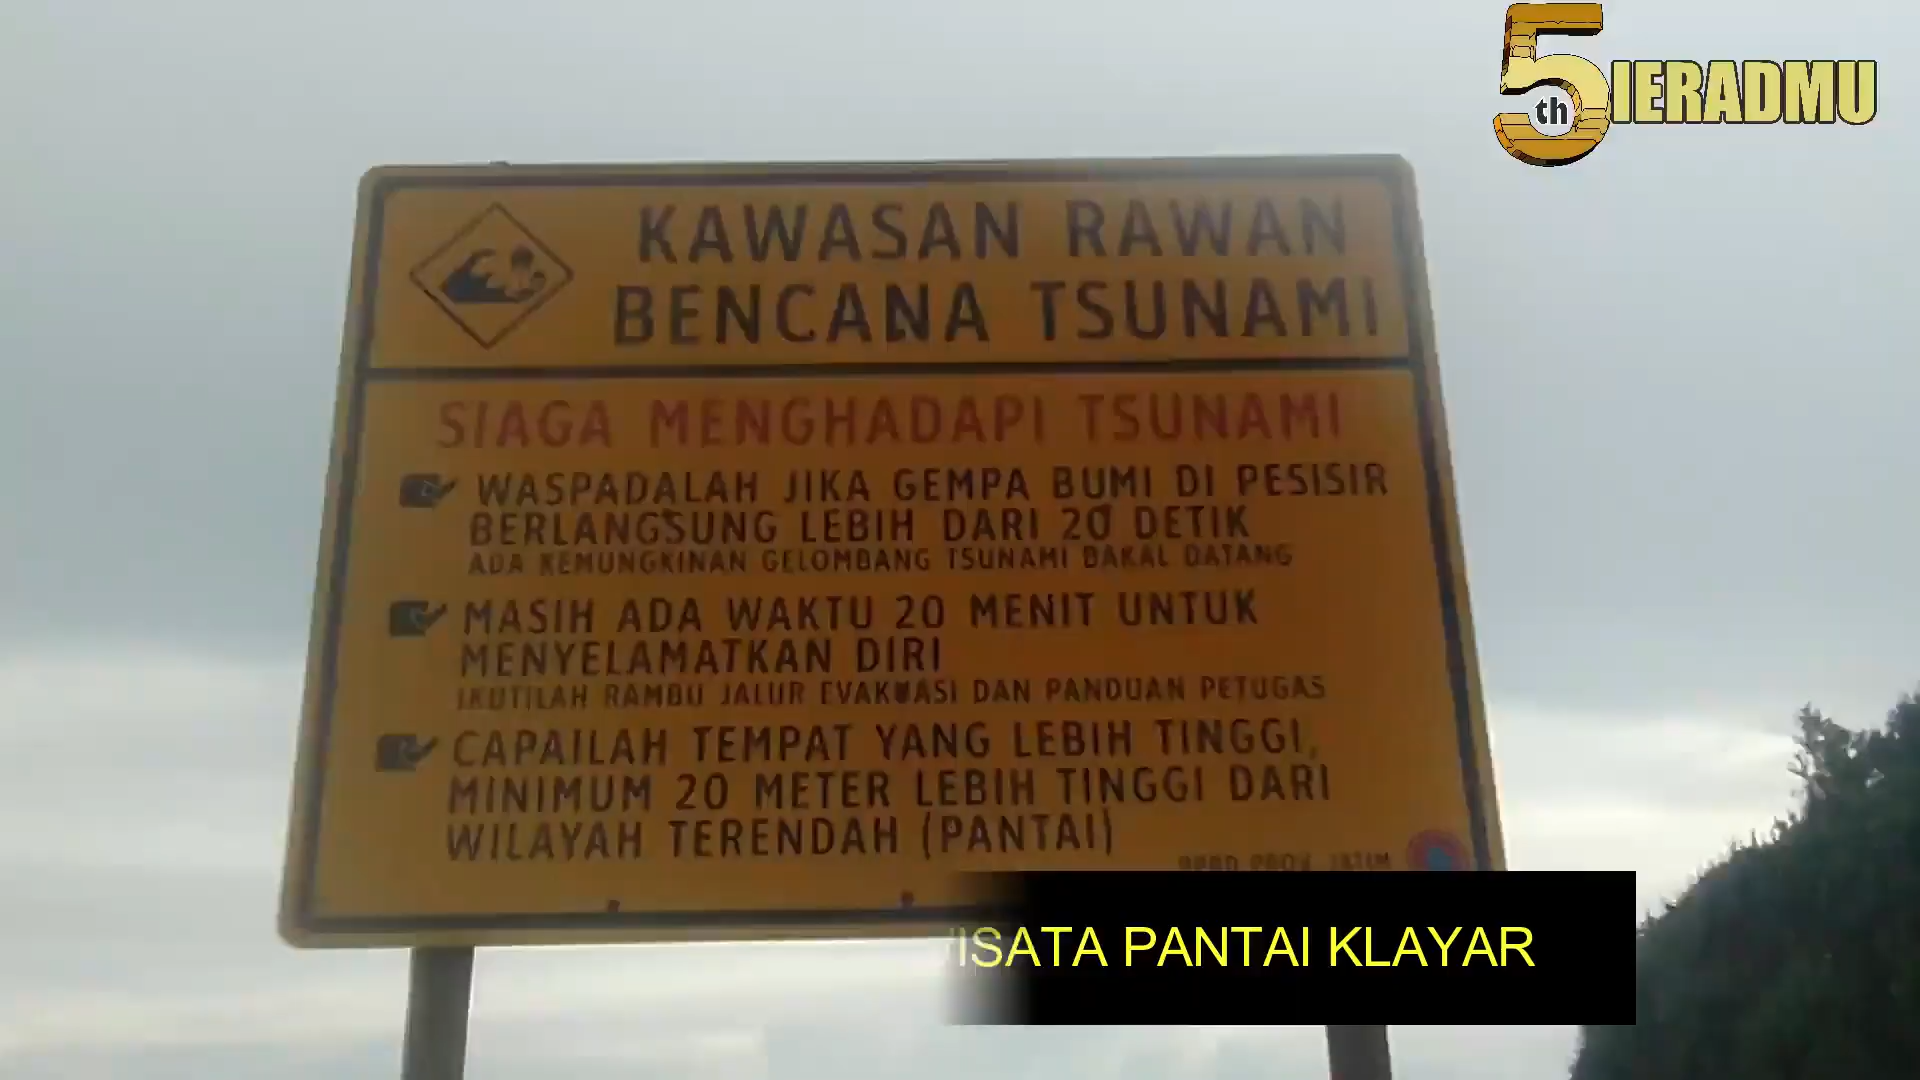 5th IERADMU
KAWASAN RAWAN
BENCANA TSUNAMI
SIAGA MENGHADAPI TSUNAMI
WASPADALAH JIKA GEMPA BUMI DI PESISIR
BERLANGSUNG LEBIH DARI 20 DETIK
ADA KEMUNGKINAN GELOMBANG TSUNAMI BAKAL DATANG
MASIH ADA WAKTU 20 MENIT UNTUK
MENYELAMATKAN DIRI
IKUTILAH RAMBU JALUR EVAKUASI DAN PANDUAN PETUGAS
CAPAILAH TEMPAT YANG LEBIH TINGGI,
MINIMUM 20 METER LEBIH TINGGI DARI
WILAYAH TERENDAH (PANTAI)
BPBD PROV. JATIM
ISATA PANTAI KLAYAR